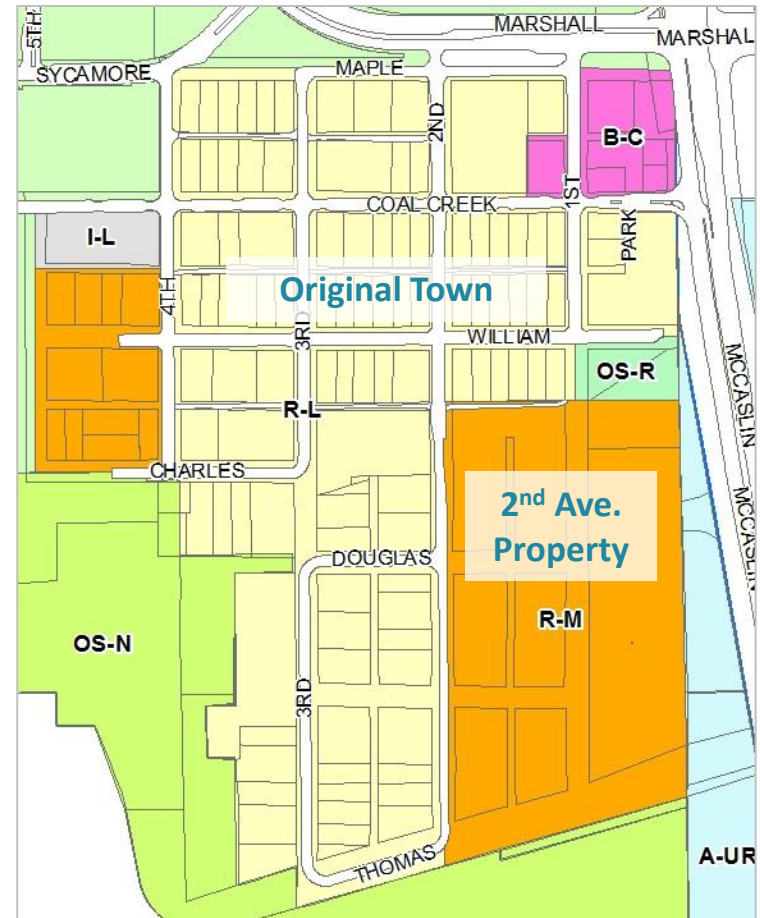 MARSHALL
MARSHAL
5TH
SYCAMORE
MAPLE
2ND
B-C
1ST
COAL CREEK
PARK
I-L
4TH
Original Town
3RD
WILLIAM
OS-R
MCCASLIN
R-L
CHARLES
2nd Ave.
Property
MCCASLIN
DOUGLAS
R-M
OS-N
3RD
THOMAS
A-UR